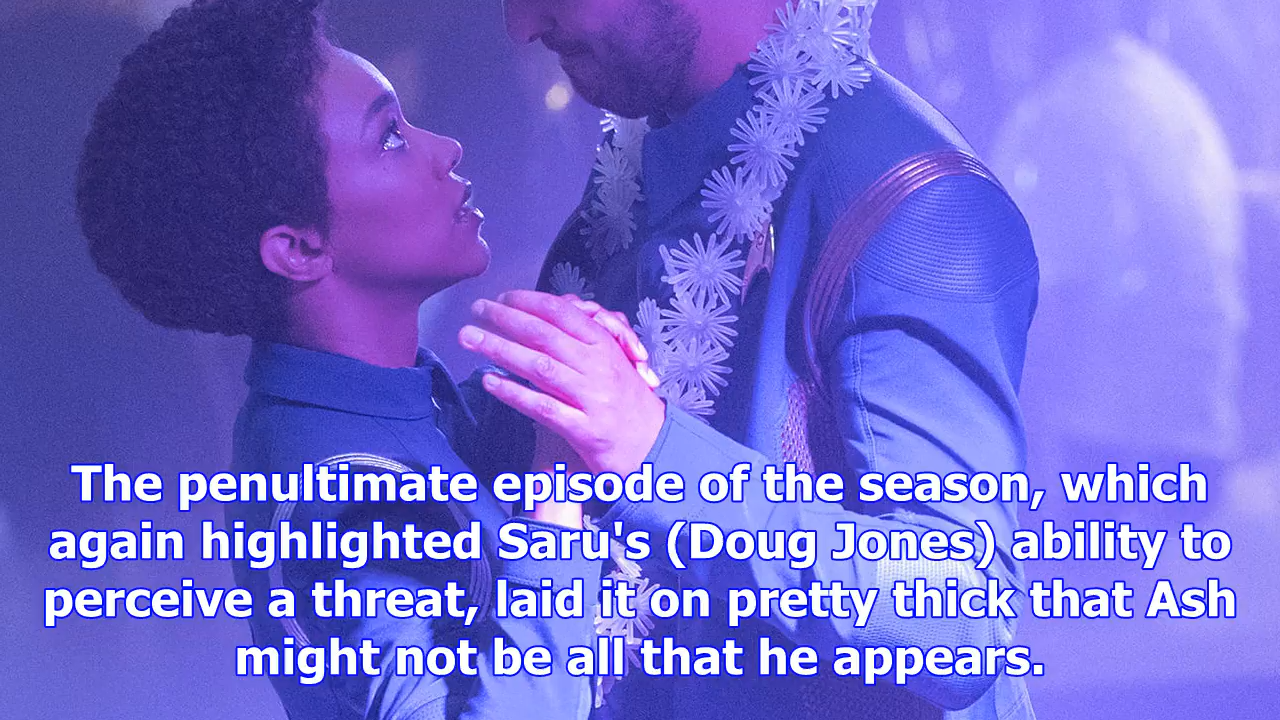 The penultimate episode of the season, which
again highlighted Saru's (Doug Jones) ability to
perceive a threat, laid it on pretty thick that Ash
might not be all that he appears.